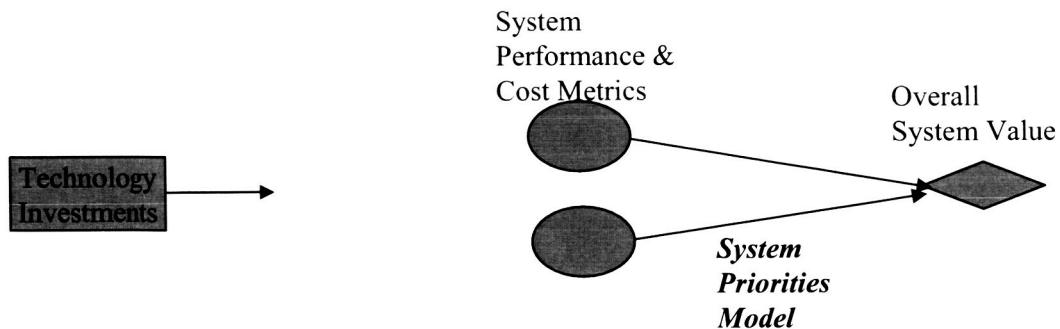 System
Performance &
Cost Metrics
Overall
System Value
Technology
Investments
System
Priorities
Model